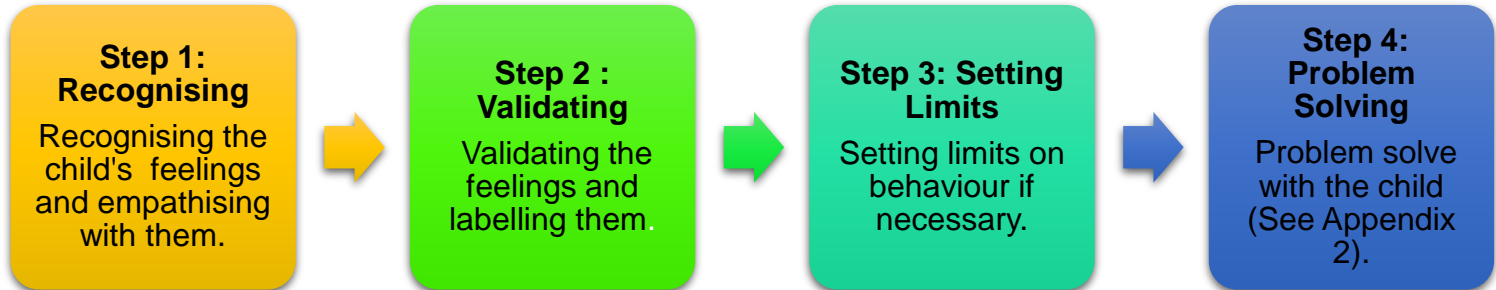 Step 1:
Recognising
Recognising the
child's feelings
and empathising
with them.
Step 2 :
Validating
Validating the
feelings and
labelling them.
Step 3: Setting
Limits
Setting limits on
behaviour if
necessary.
Step 4:
Problem
Solving
Problem solve
with the child
(See Appendix
2).